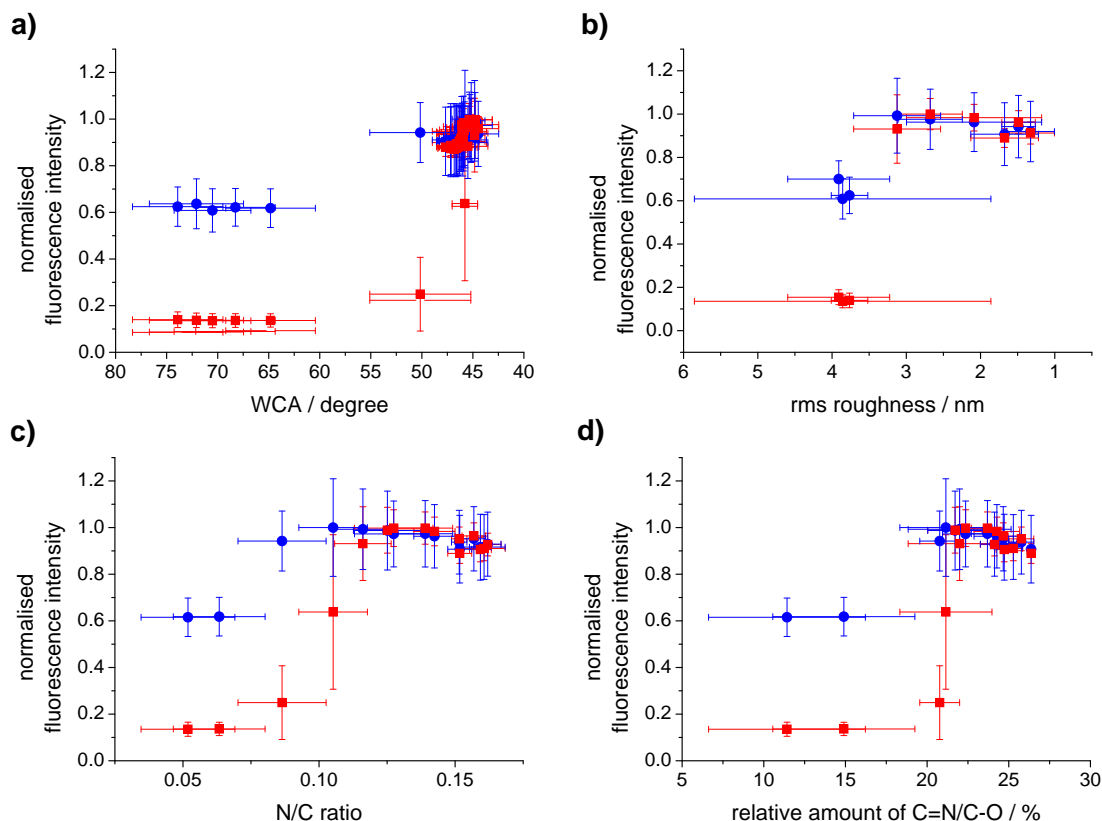 a)
normalised
fluorescence intensity
1.2
1.0
0.8
0.6
0.4
0.2
0.0
80 75 70 65 60 55 50 45 40
WCA / degree
b)
normalised
fluorescence intensity
1.2
1.0
0.8
0.6
0.4
0.2
0.0
6 5 4 3 2 1
rms roughness / nm
c)
normalised
fluorescence intensity
1.2
1.0
0.8
0.6
0.4
0.2
0.0
0.05 0.10 0.15
N/C ratio
d)
normalised
fluorescence intensity
1.2
1.0
0.8
0.6
0.4
0.2
0.0
5 10 15 20 25 30
relative amount of C=N/C-O / %